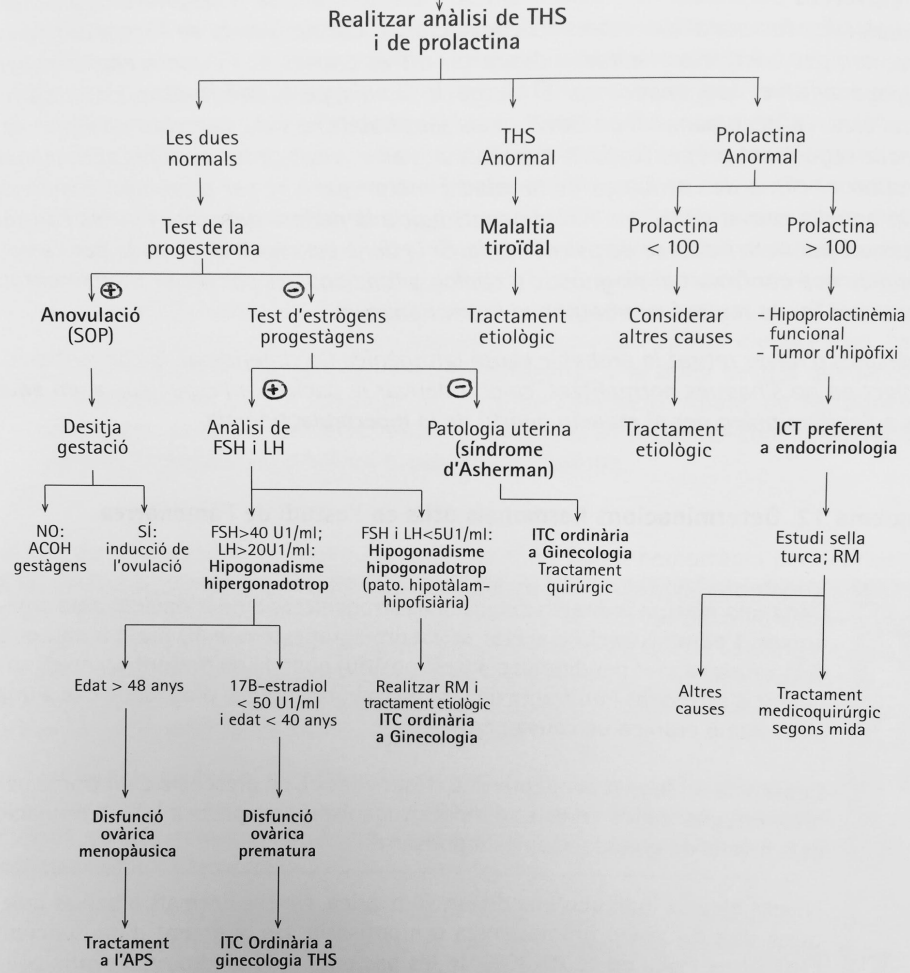 Realitzar anàlisi de THS
i de prolactina
Les dues
normals
THS
Anormal
Prolactina
Anormal
Test de la
progesterona
Malaltia
tiroïdal
Prolactina
< 100
Prolactina
> 100
+
-
Anovulació
(SOP)
Test d'estrògens
progestàgens
Tractament
etiològic
Considerar
altres causes
- Hipoprolactinèmia
funcional
- Tumor d'hipòfixi
+
-
Desitja
gestació
Anàlisi de
FSH i LH
Patologia uterina
(síndrome
d'Asherman)
Tractament
etiològic
ICT preferent
a endocrinologia
NO:
ACOH
gestàgens
SÍ:
inducció de
l'ovulació
FSH>40 U1/ml;
LH>20U1/ml:
Hipogonadisme
hipergonadotrop
FSH i LH<5U1/ml:
Hipogonadisme
hipogonadotrop
(pato. hipotàlam-
hipofisiària)
ITC ordinària
a Ginecologia
Tractament
quirúrgic
Estudi sella
turca; RM
Edat > 48 anys
17B-estradiol
< 50 U1/ml
i edat < 40 anys
Realitzar RM i
tractament etiològic
ITC ordinària
a Ginecologia
Altres
causes
Tractament
medicoquirúrgic
segons mida
Disfunció
ovàrica
menopàusica
Disfunció
ovàrica
prematura
Tractament
a l'APS
ITC Ordinària a
ginecologia THS